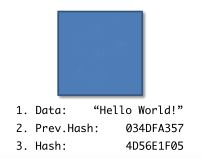 1. Data: “Hello World!”
2. Prev.Hash: 034DFA357
3. Hash: 4D56E1F05